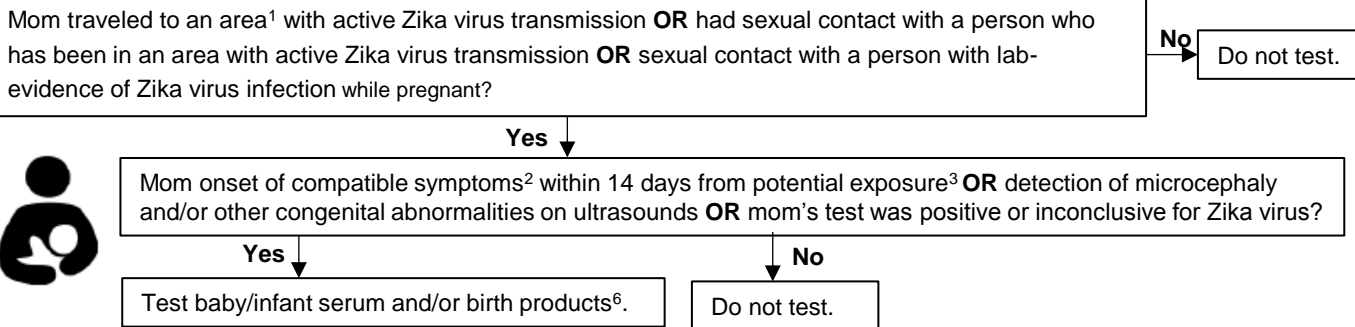 Mom traveled to an area¹ with active Zika virus transmission OR had sexual contact with a person who
has been in an area with active Zika virus transmission OR sexual contact with a person with lab-
evidence of Zika virus infection while pregnant?
No
Do not test.
Yes
Mom onset of compatible symptoms² within 14 days from potential exposure³ OR detection of microcephaly
and/or other congenital abnormalities on ultrasounds OR mom’s test was positive or inconclusive for Zika virus?
Yes
No
Test baby/infant serum and/or birth products⁶.
Do not test.